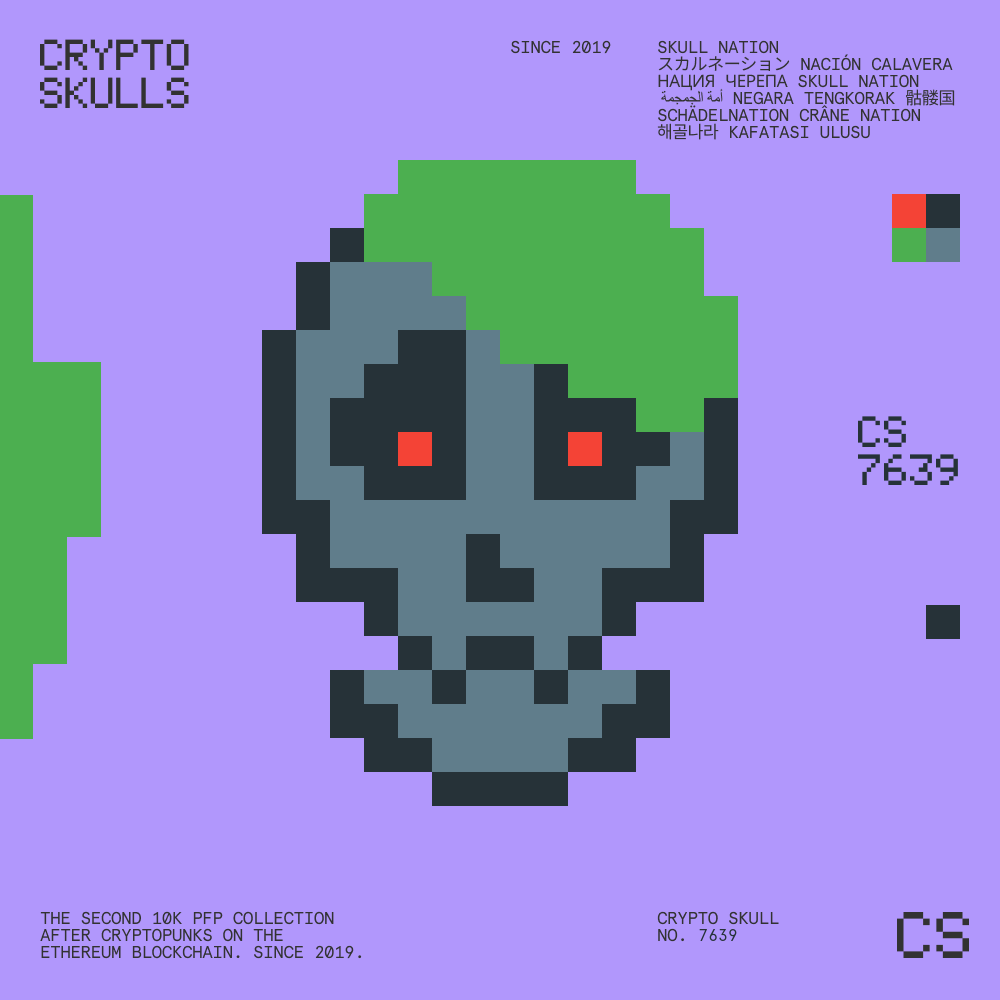 CRYPTO
SKULLS
SINCE 2019
SKULL NATION
スカルネーション NACIÓN CALAVERA
НАЦИЯ ЧЕРЕПА SKULL NATION
أمة الجمجمة NEGARA TENGKORAK 骷髅国
SCHÄDELNATION CRÂNE NATION
해골나라 KAFATASI ULUSU
CS
7639
THE SECOND 10K PFP COLLECTION
AFTER CRYPTOPUNKS ON THE
ETHEREUM BLOCKCHAIN. SINCE 2019.
CRYPTO SKULL
NO. 7639
CS